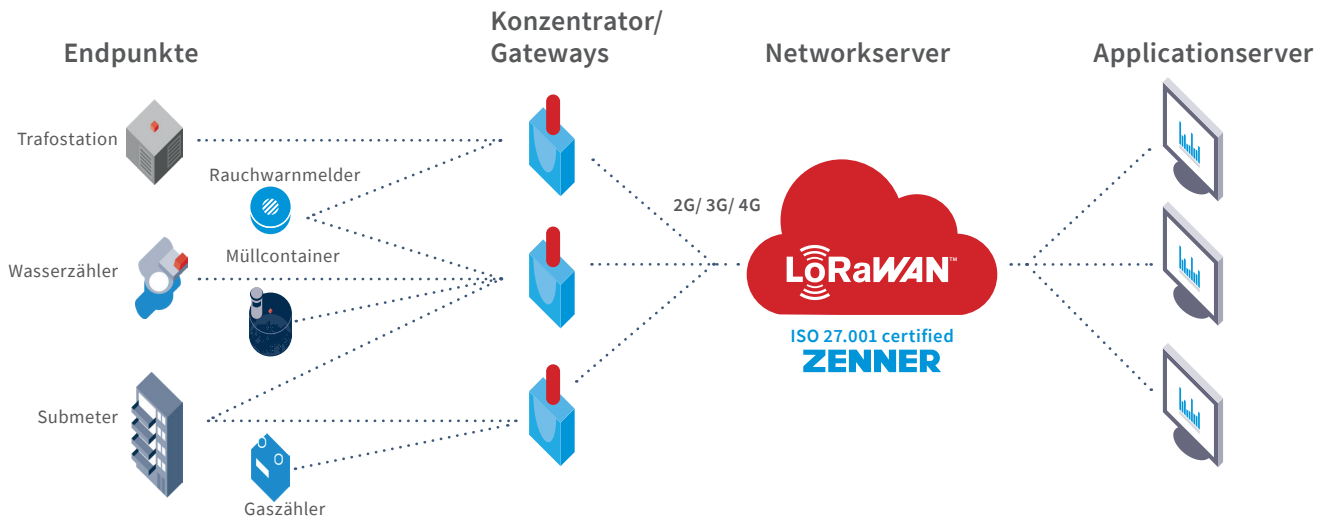 Endpunkte
Konzentrator/
Gateways
Networkserver
Applicationserver
Trafostation
Rauchwarnmelder
2G/ 3G/ 4G
Müllcontainer
Wasserzähler
LoRaWAN™
ISO 27.001 certified
ZENNER
Submeter
Gaszähler